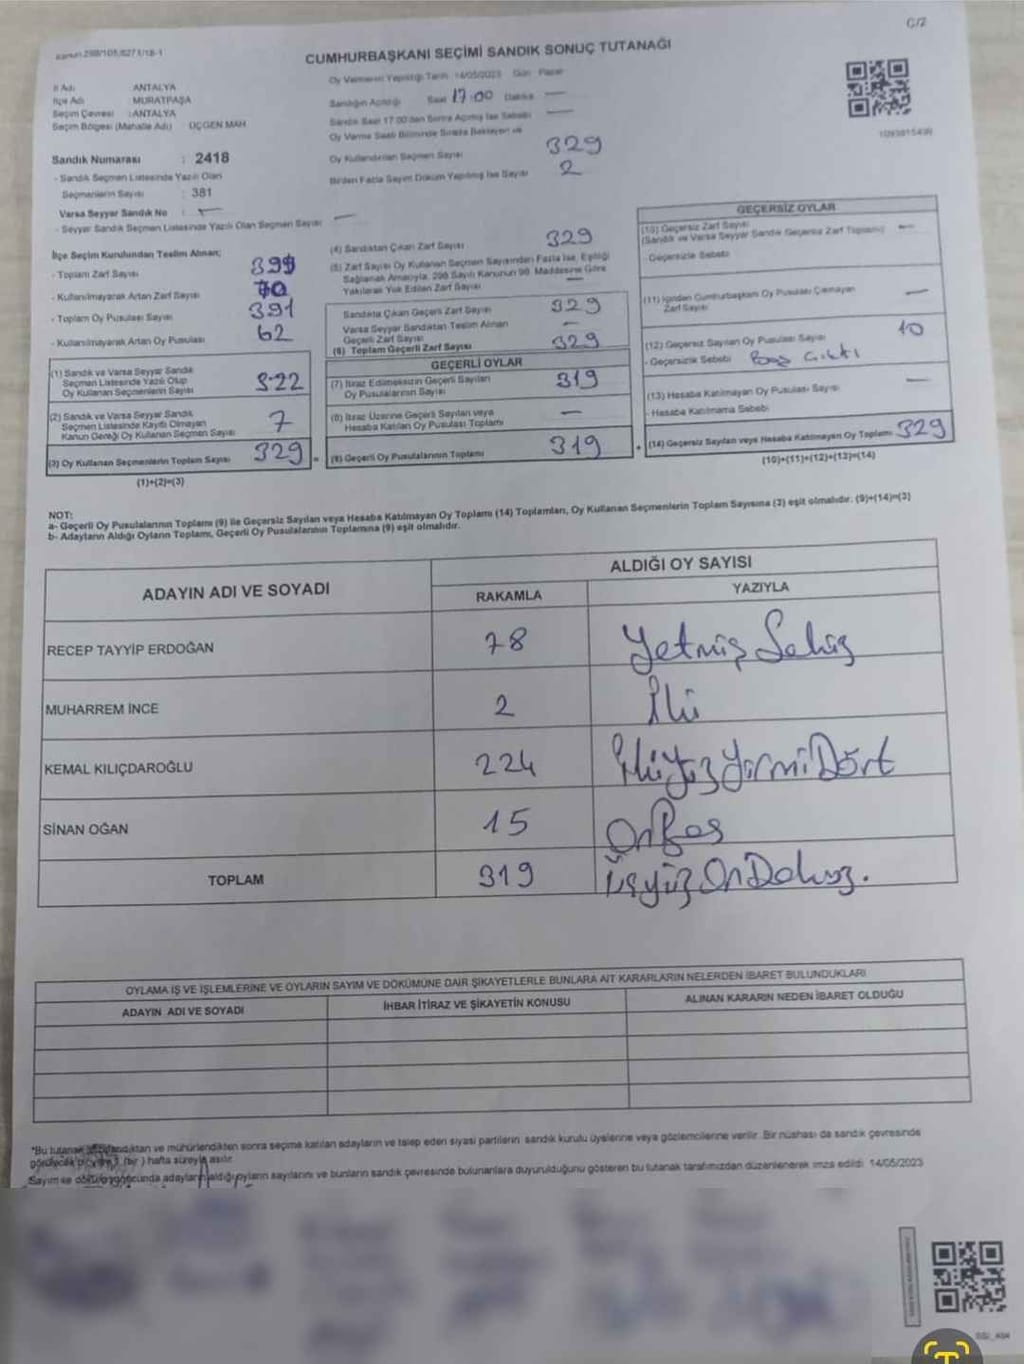 C/2
CUMHURBAŞKANI SEÇİMİ SANDIK SONUÇ TUTANAĞI
İl Adı ANTALYA
İlçe Adı MURATPAŞA
Seçim Çevresi : ANTALYA
Seçim Bölgesi (Mahalle Adı) ÜÇGEN MAH
Oy Vermenin Yapıldığı Tarih 14/05/2023 Gün Pazar
Sandığın Açıldığı Saat 17:00 Dakika —
Sandık Saat 17.00'den Sonra Açılmış İse Sebebi —
Oy Verme Saati Bitiminde Sırada Bekleyen ve
Oy Kullandırılan Seçmen Sayısı 329
Birden Fazla Sayım Döküm Yapılmış İse Sayısı 2
Sandık Numarası : 2418
- Sandık Seçmen Listesinde Yazılı Olan
Seçmenlerin Sayısı : 381
Varsa Seyyar Sandık No : —
- Seyyar Sandık Seçmen Listesinde Yazılı Olan Seçmen Sayısı —
İlçe Seçim Kurulundan Teslim Alınan;
- Toplam Zarf Sayısı 399
- Kullanılmayarak Artan Zarf Sayısı 70
- Toplam Oy Pusulası Sayısı 391
- Kullanılmayarak Artan Oy Pusulası 62
(1) Sandık ve Varsa Seyyar Sandık
Seçmen Listesinde Yazılı Olup
Oy Kullanan Seçmenlerin Sayısı 322
(2) Sandık ve Varsa Seyyar Sandık
Seçmen Listesinde Kayıtlı Olmayan
Kanun Gereği Oy Kullanan Seçmen Sayısı 7
(3) Oy Kullanan Seçmenlerin Toplam Sayısı 329 =
(1)+(2)=(3)
(4) Sandıktan Çıkan Zarf Sayısı 329
(5) Zarf Sayısı Oy Kullanan Seçmen Sayısından Fazla İse, Eşitliği
Sağlamak Amacıyla, 298 Sayılı Kanunun 98. Maddesine Göre
Yakılarak Yok Edilen Zarf Sayısı —
Sandıkta Çıkan Geçerli Zarf Sayısı 329
Varsa Seyyar Sandıktan Teslim Alınan
Geçerli Zarf Sayısı —
(6) Toplam Geçerli Zarf Sayısı 329
GEÇERLİ OYLAR
(7) İtiraz Edilmeksizin Geçerli Sayılan
Oy Pusulalarının Sayısı 319
(8) İtiraz Üzerine Geçerli Sayılan veya
Hesaba Katılan Oy Pusulası Toplamı —
(9) Geçerli Oy Pusulalarının Toplamı 319 +
GEÇERSİZ OYLAR
(10) Geçersiz Zarf Sayısı
(Sandık ve Varsa Seyyar Sandık Geçersiz Zarf Toplamı) —
- Geçersizlik Sebebi
(11) İçinden Cumhurbaşkanı Oy Pusulası Çıkmayan
Zarf Sayısı —
(12) Geçersiz Sayılan Oy Pusulası Sayısı 10
- Geçersizlik Sebebi Boş Çıktı
(13) Hesaba Katılmayan Oy Pusulası Sayısı —
- Hesaba Katılmama Sebebi
(14) Geçersiz Sayılan veya Hesaba Katılmayan Oy Toplamı 329
(10)+(11)+(12)+(13)=(14)
NOT:
a- Geçerli Oy Pusulalarının Toplamı (9) ile Geçersiz Sayılan veya Hesaba Katılmayan Oy Toplamı (14) Toplamları, Oy Kullanan Seçmenlerin Toplam Sayısına (3) eşit olmalıdır. (9)+(14)=(3)
b- Adayların Aldığı Oyların Toplamı, Geçerli Oy Pusulalarının Toplamına (9) eşit olmalıdır.
ADAYIN ADI VE SOYADI ALDIĞI OY SAYISI
RAKAMLA YAZIYLA
RECEP TAYYİP ERDOĞAN 78 Yetmiş Sekiz
MUHARREM İNCE 2 İki
KEMAL KILIÇDAROĞLU 224 İkiYüzYirmiDört
SİNAN OĞAN 15 OnBeş
TOPLAM 319 ÜçyüzOnDokuz.
OYLAMA İŞ VE İŞLEMLERİNE VE OYLARIN SAYIM VE DÖKÜMÜNE DAİR ŞİKAYETLERLE BUNLARA AİT KARARLARIN NELERDEN İBARET BULUNDUKLARI
ADAYIN ADI VE SOYADI İHBAR İTİRAZ VE ŞİKAYETİN KONUSU ALINAN KARARIN NEDEN İBARET OLDUĞU
*Bu tutanak düzenlendikten ve mühürlendikten sonra seçime katılan adayların ve talep eden siyasi partilerin sandık kurulu üyelerine veya gözlemcilerine verilir. Bir nüshası da sandık çevresinde
görülecek bir yere 1 (bir) hafta süreyle asılır.
Sayım ve döküm sonucunda adayların aldığı oyların sayılarını ve bunların sandık çevresinde bulunanlara duyurulduğunu gösteren bu tutanak tarafımızdan düzenlenerek imza edildi. 14/05/2023